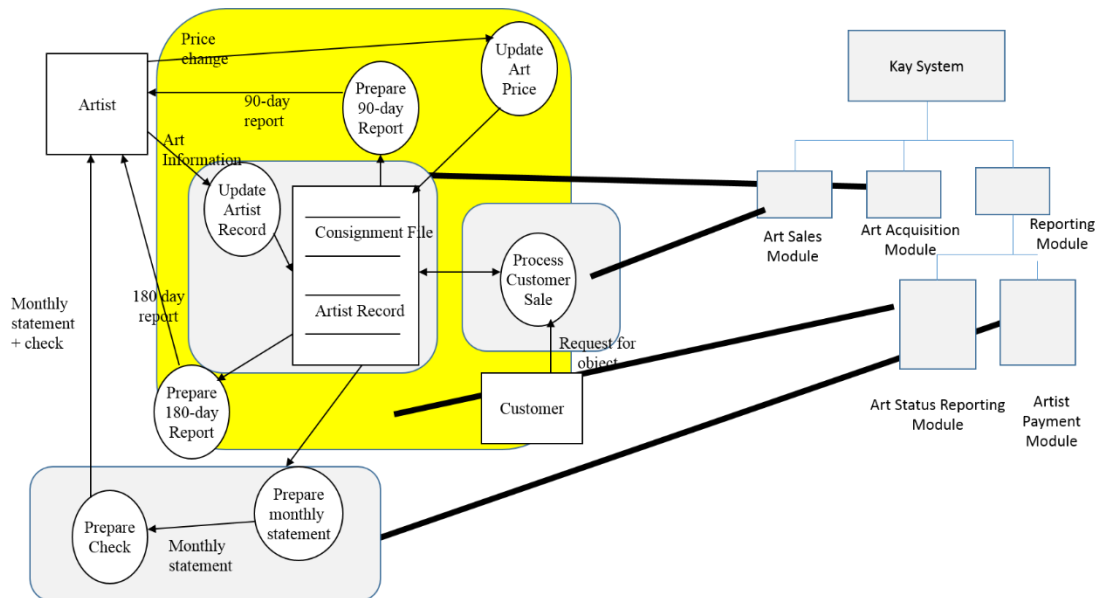 Price
change
Update
Art
Price
Kay System
Artist
90-day
report
Prepare
90-day
Report
Art
Information
Update
Artist
Record
Consignment File
Artist Record
Process
Customer
Sale
Art Sales
Module
Art Acquisition
Module
Reporting
Module
Monthly
statement
+ check
180 day
report
Request for
object
Prepare
180-day
Report
Customer
Art Status Reporting
Module
Artist
Payment
Module
Prepare
Check
Monthly
statement
Prepare
monthly
statement